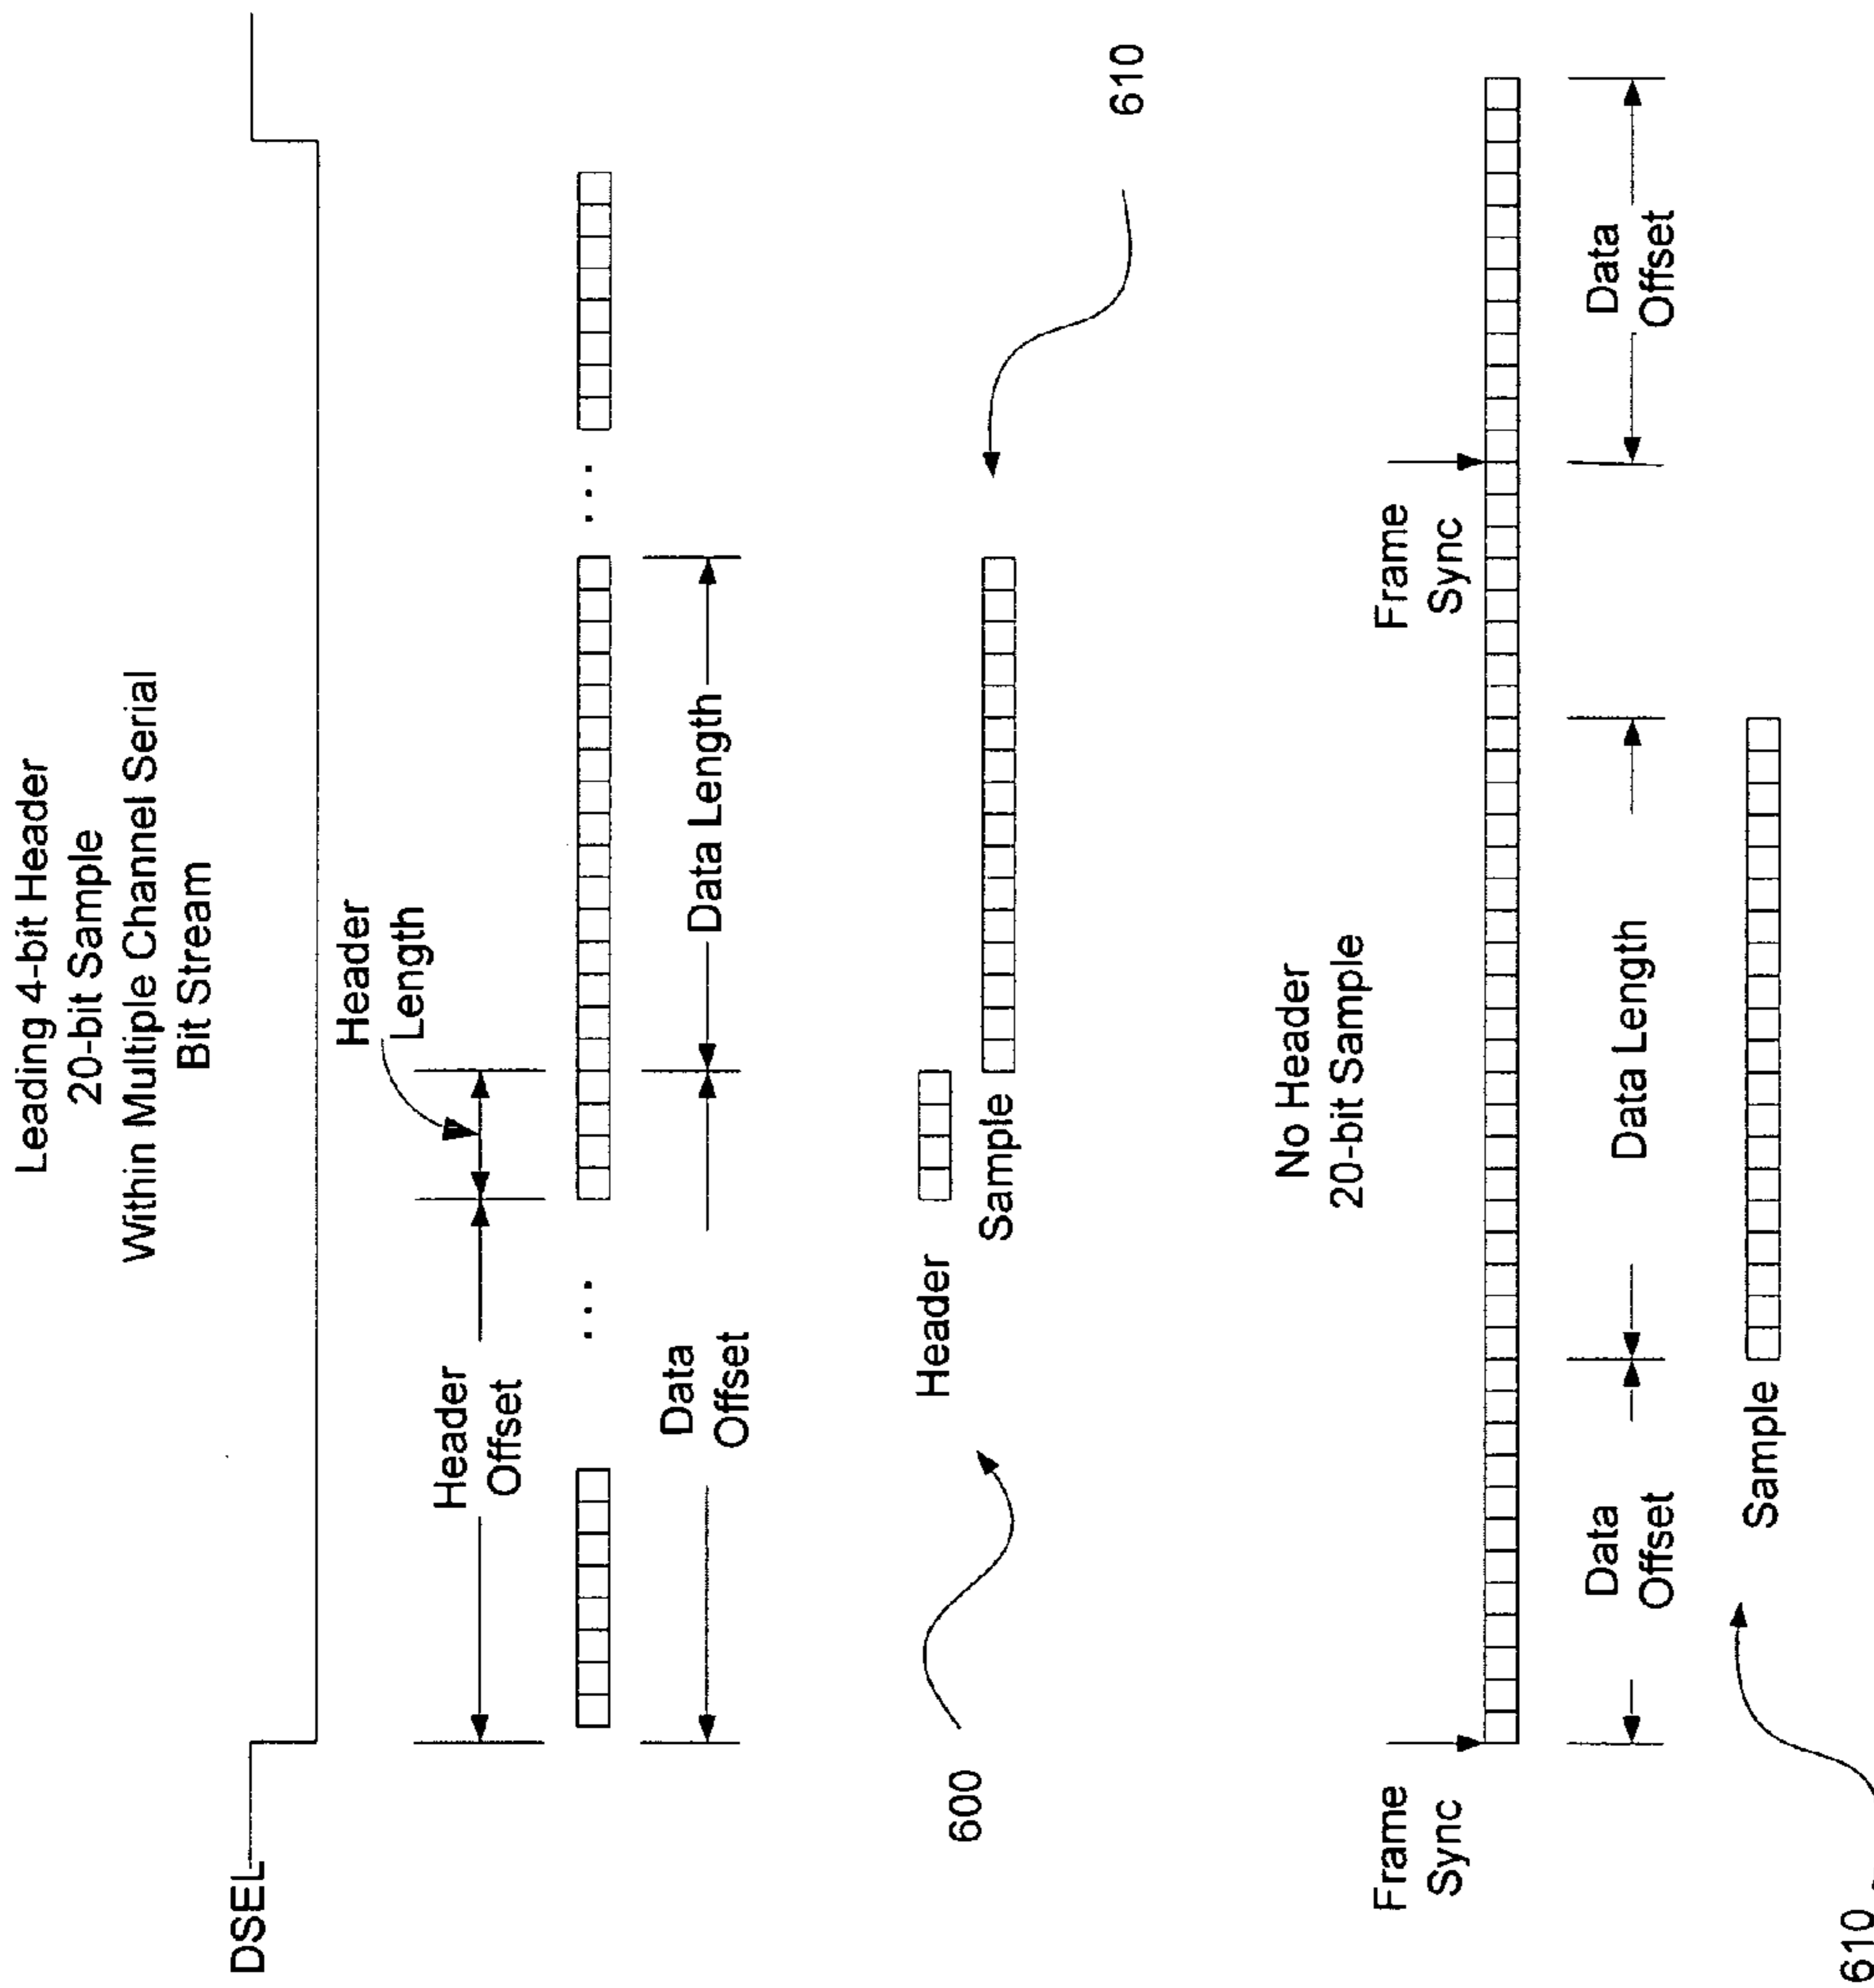 Leading 4-bit Header
20-bit Sample
Within Multiple Channel Serial
Bit Stream
DSEL
Header
Length
Header
Offset
...
...
Data
Offset
Data Length
Header
Sample
600
610
No Header
20-bit Sample
Frame
Sync
Frame
Sync
Data
Offset
Data Length
Data
Offset
Sample
610